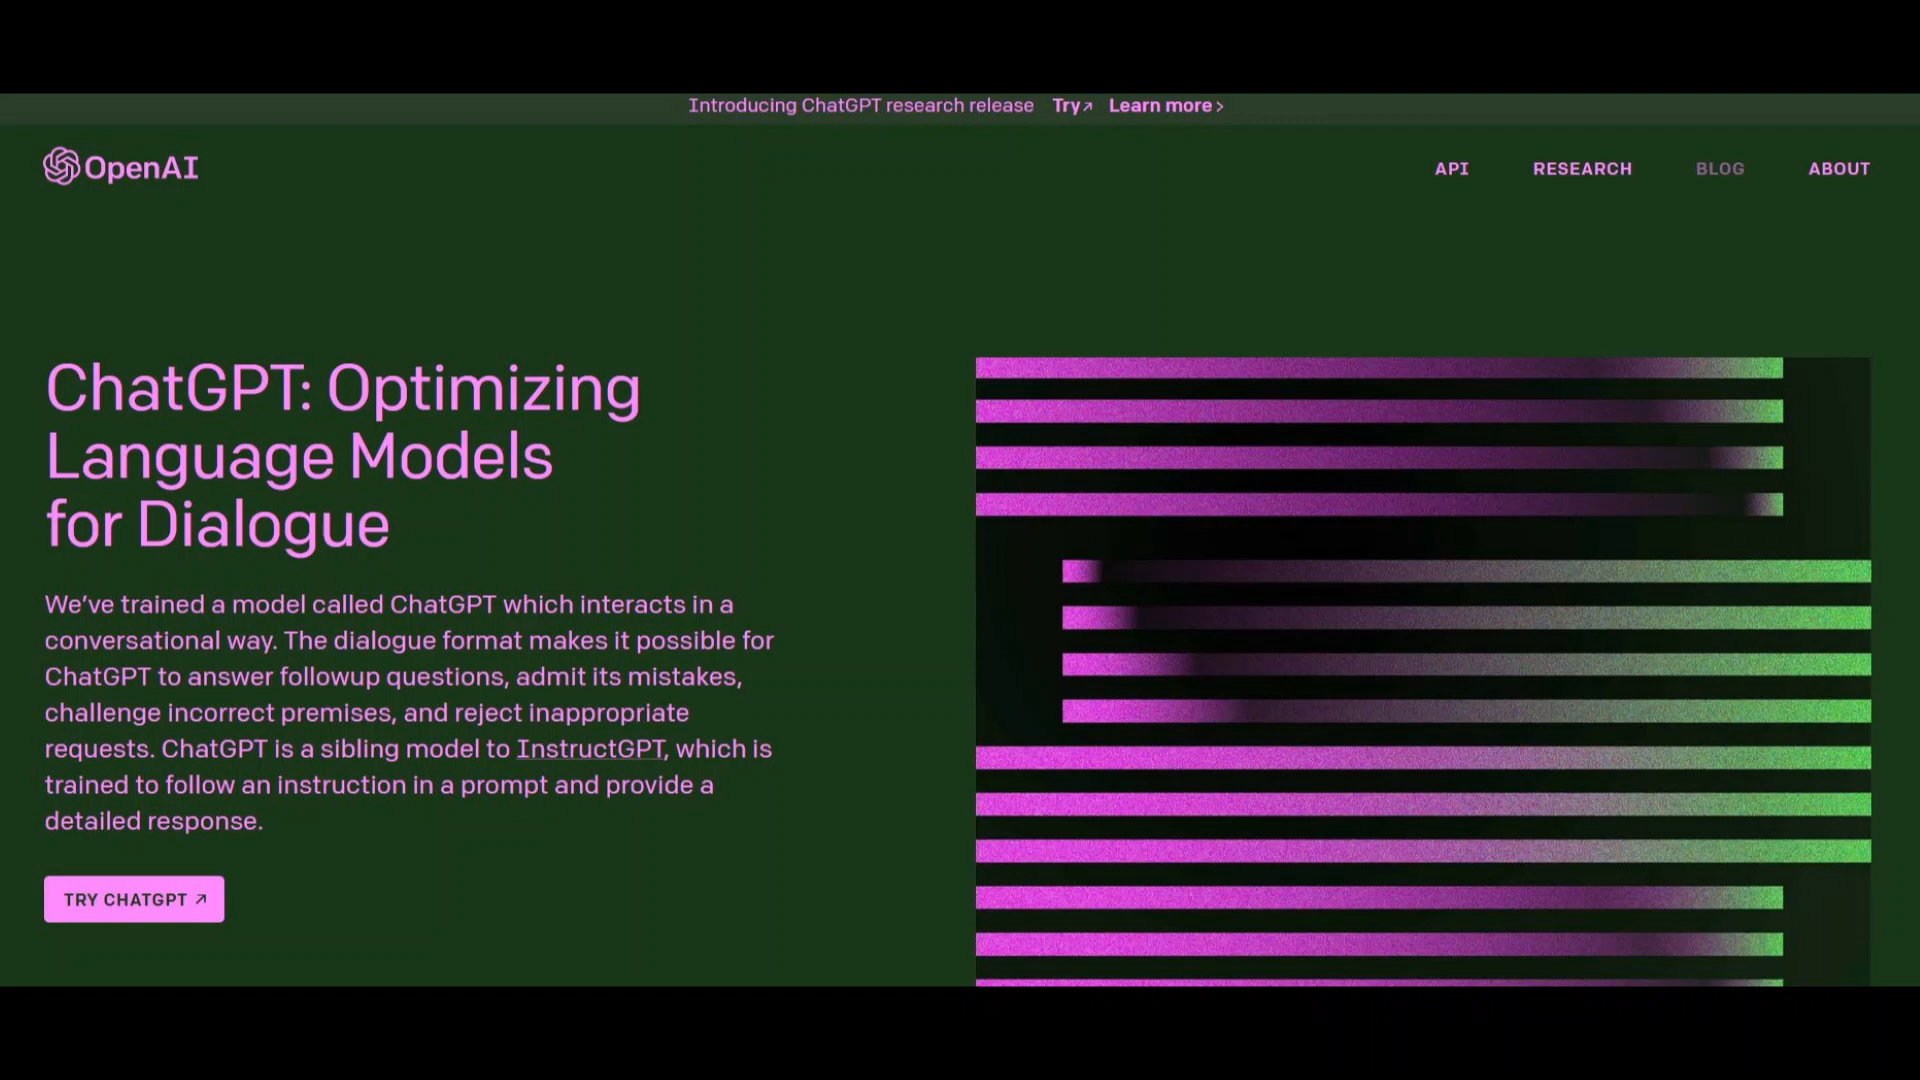 Introducing ChatGPT research release Try↗ Learn more›
OpenAI
API RESEARCH BLOG ABOUT
ChatGPT: Optimizing
Language Models
for Dialogue
We’ve trained a model called ChatGPT which interacts in a
conversational way. The dialogue format makes it possible for
ChatGPT to answer followup questions, admit its mistakes,
challenge incorrect premises, and reject inappropriate
requests. ChatGPT is a sibling model to InstructGPT, which is
trained to follow an instruction in a prompt and provide a
detailed response.
TRY CHATGPT ↗